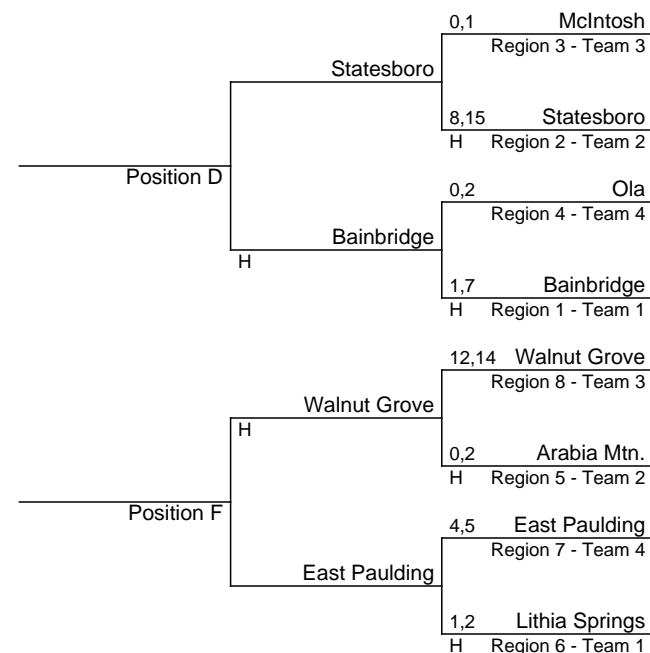 0,1 McIntosh
Region 3 - Team 3
Statesboro
8,15 Statesboro
H Region 2 - Team 2
Position D
0,2 Ola
Region 4 - Team 4
Bainbridge
H
1,7 Bainbridge
H Region 1 - Team 1
12,14 Walnut Grove
Region 8 - Team 3
Walnut Grove
H
0,2 Arabia Mtn.
H Region 5 - Team 2
Position F
4,5 East Paulding
Region 7 - Team 4
East Paulding
1,2 Lithia Springs
H Region 6 - Team 1